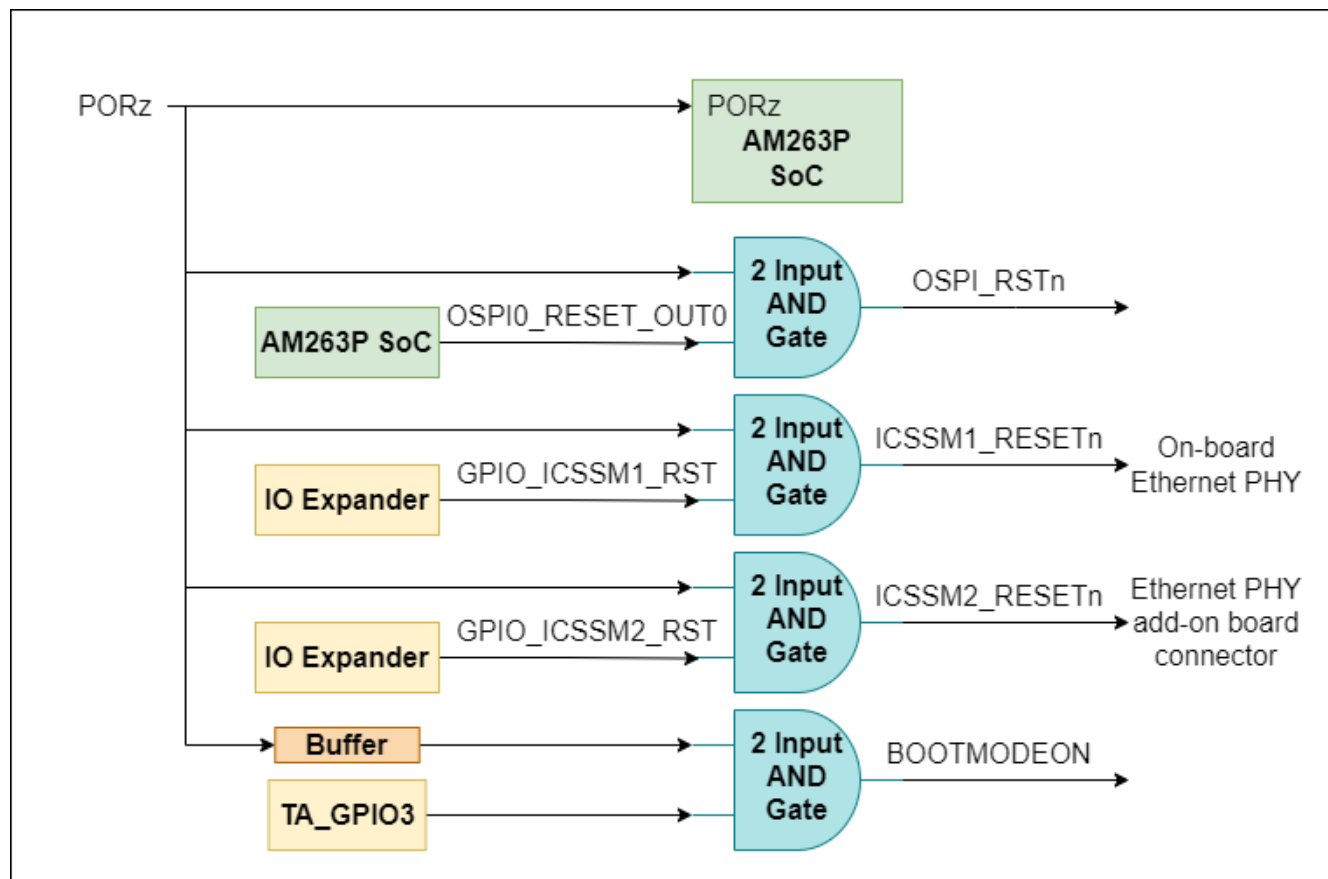 PORz
PORz
AM263P
SoC
2 Input
AND
Gate
OSPI_RSTn
OSPI0_RESET_OUT0
AM263P SoC
2 Input
AND
Gate
ICSSM1_RESETn
On-board
Ethernet PHY
GPIO_ICSSM1_RST
IO Expander
2 Input
AND
Gate
ICSSM2_RESETn
Ethernet PHY
add-on board
connector
GPIO_ICSSM2_RST
IO Expander
Buffer
2 Input
AND
Gate
BOOTMODEON
TA_GPIO3